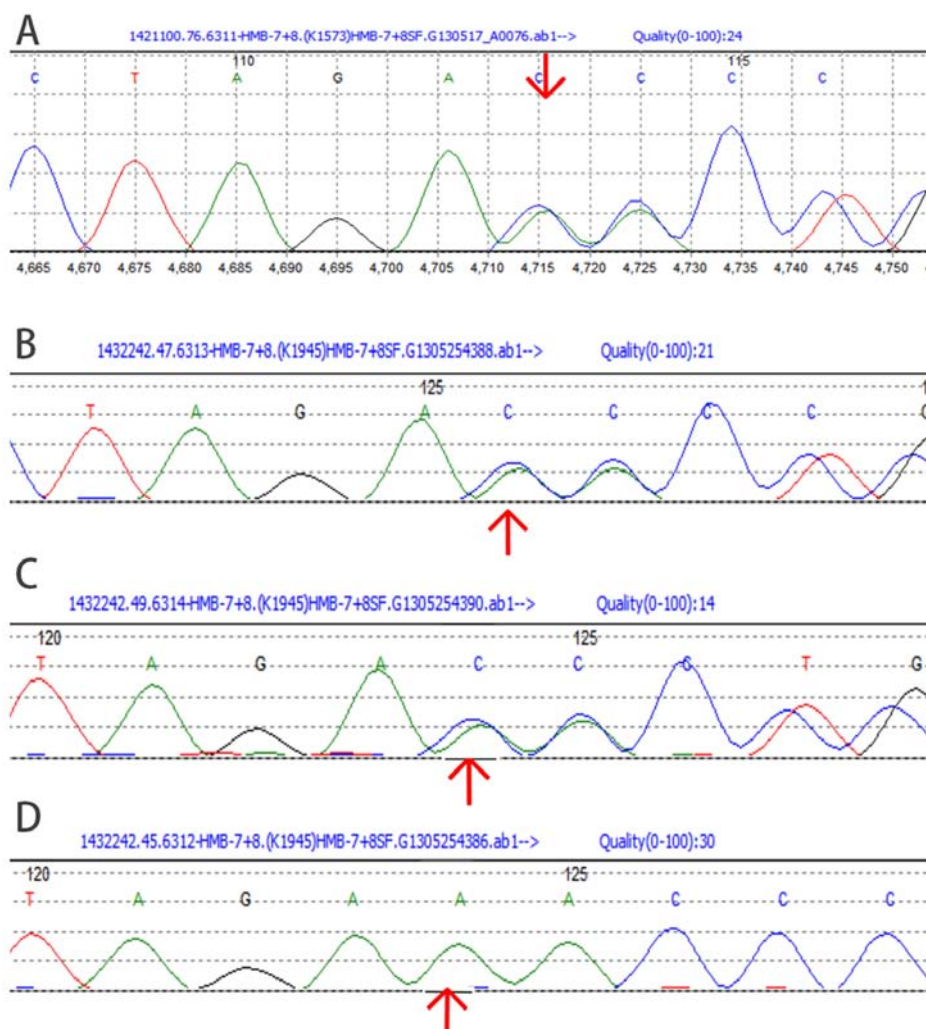 A
1421100.76.6311-HMB-7+8.(K1573)HMB-7+8SF.G130517_A0076.ab1--> Quality(0-100):24
110 115
C T A G A C C C C
4,665 4,670 4,675 4,680 4,685 4,690 4,695 4,700 4,705 4,710 4,715 4,720 4,725 4,730 4,735 4,740 4,745 4,750
B
1432242.47.6313-HMB-7+8.(K1945)HMB-7+8SF.G1305254388.ab1--> Quality(0-100):21
125
T A G A C C C C
C
1432242.49.6314-HMB-7+8.(K1945)HMB-7+8SF.G1305254390.ab1--> Quality(0-100):14
120 125
T A G A C C C T G
D
1432242.45.6312-HMB-7+8.(K1945)HMB-7+8SF.G1305254386.ab1--> Quality(0-100):30
120 125
T A G A A A C C C